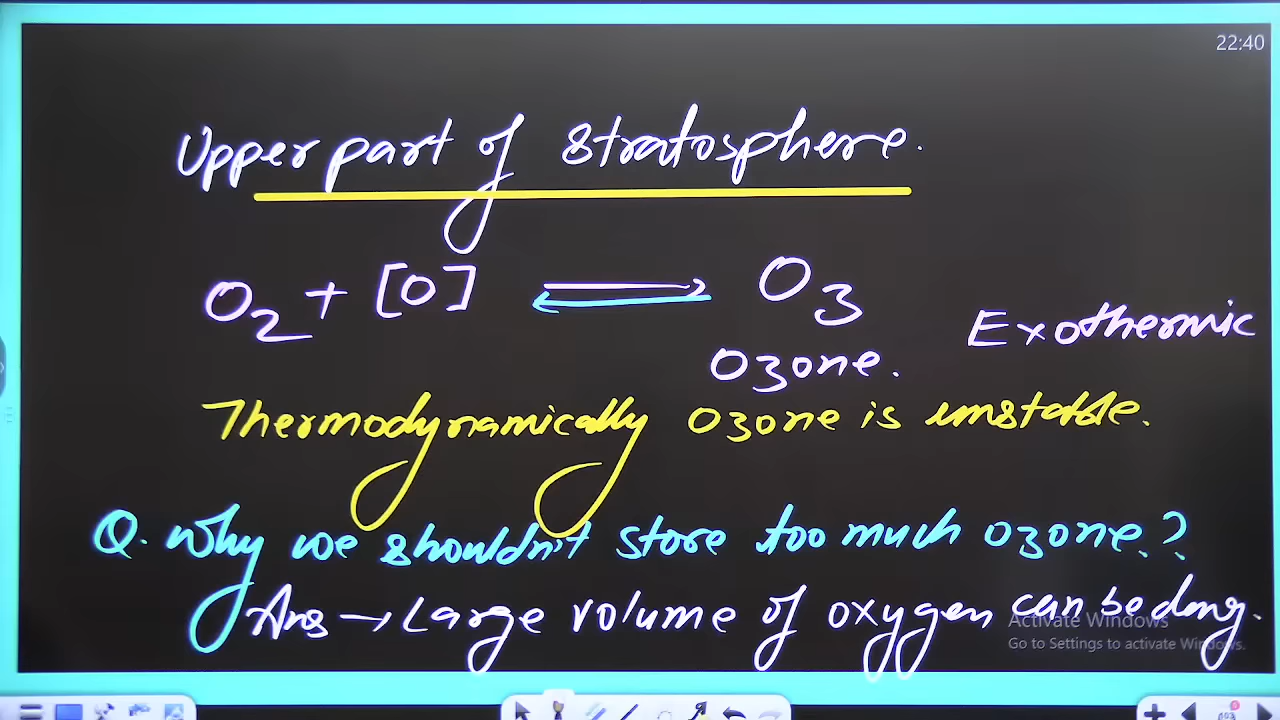 22:40
Upper part of stratosphere.
O₂ + [O] ⇌ O₃
Ozone.
Exothermic
Thermodynamically ozone is unstable.
Q. Why we shouldn't store too much ozone.?
Ans → Large volume of oxygen can be dang.
Activate Windows
Go to Settings to activate Windows.